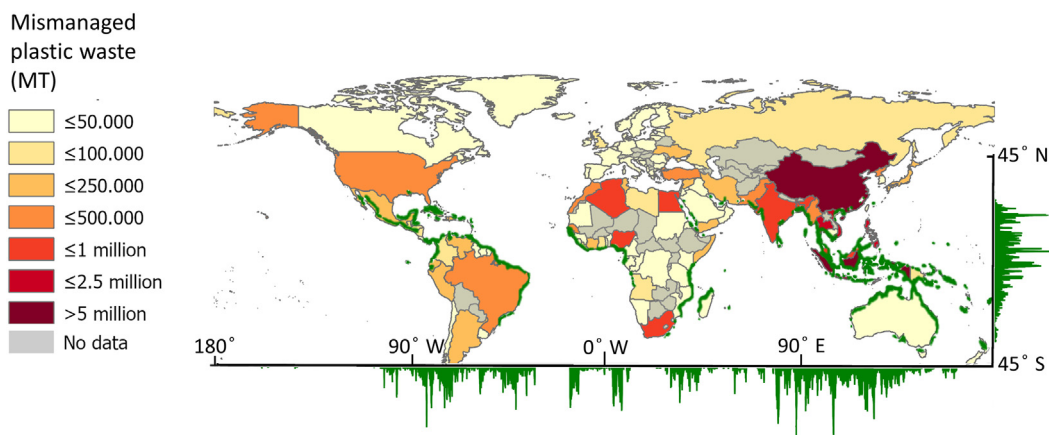 Mismanaged
plastic waste
(MT)
≤50.000
≤100.000
≤250.000
≤500.000
≤1 million
≤2.5 million
>5 million
No data
45° N
180° 90° W 0° W 90° E 45° S